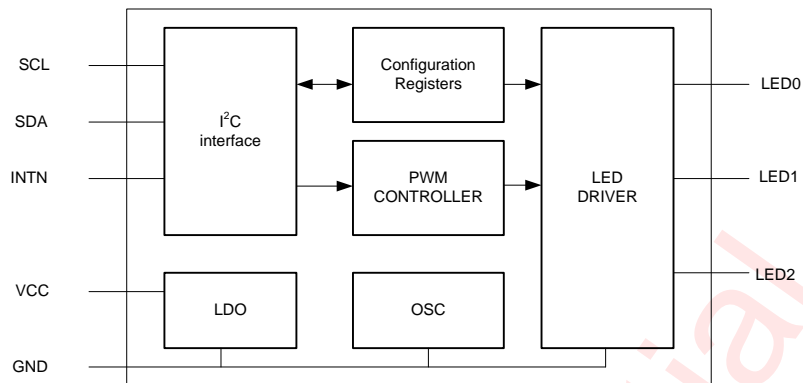 SCL
SDA
INTN
VCC
GND
I²C
interface
Configuration
Registers
PWM
CONTROLLER
LDO
OSC
LED
DRIVER
LED0
LED1
LED2